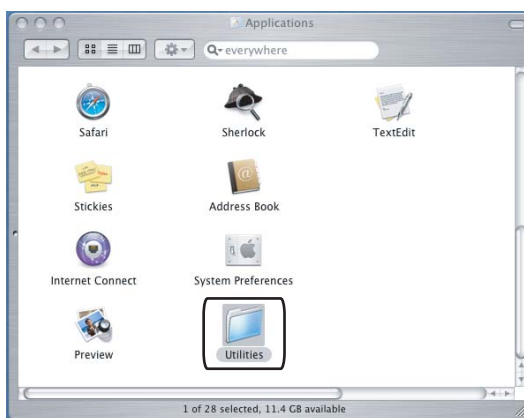 Applications
everywhere
Safari
Sherlock
TextEdit
Stickies
Address Book
Internet Connect
System Preferences
Preview
Utilities
1 of 28 selected, 11.4 GB available